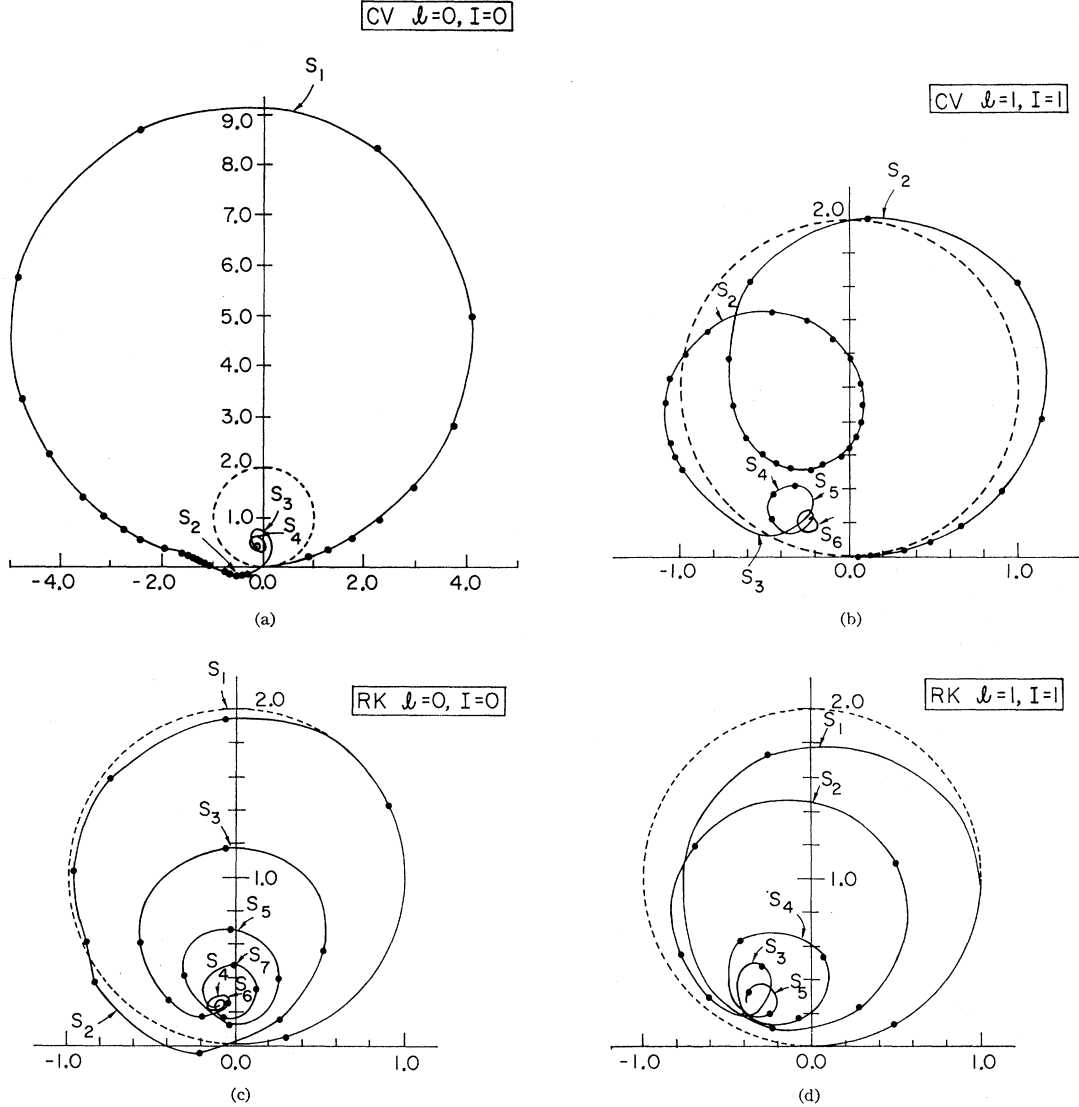 CV ℓ=0, I=0
S₁
9.0
8.0
7.0
6.0
5.0
4.0
3.0
2.0
1.0
S₃
S₄
S₂
-4.0 -2.0 0.0 2.0 4.0
(a)
CV ℓ=1, I=1
S₂
2.0
S₂
S₄
S₅
S₆
S₃
-1.0 0.0 1.0
(b)
RK ℓ=0, I=0
S₁
2.0
S₃
1.0
S₅
S₇
S₄
S₆
S₂
-1.0 0.0 1.0
(c)
RK ℓ=1, I=1
2.0
S₁
S₂
1.0
S₄
S₃
S₅
-1.0 0.0 1.0
(d)